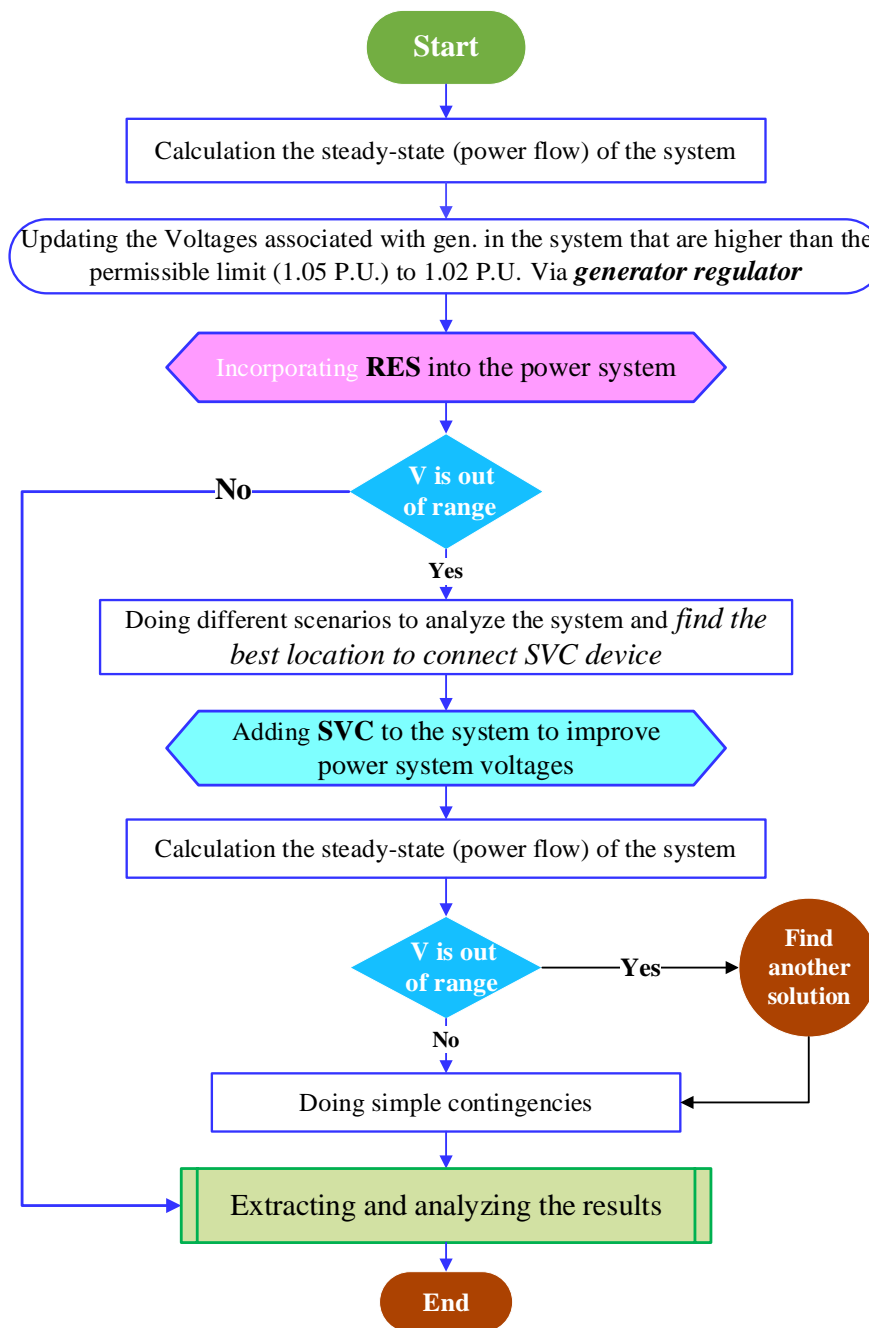 Start
Calculation the steady-state (power flow) of the system
Updating the Voltages associated with gen. in the system that are higher than the
permissible limit (1.05 P.U.) to 1.02 P.U. Via generator regulator
Incorporating RES into the power system
V is out
of range
No
Yes
Doing different scenarios to analyze the system and find the
best location to connect SVC device
Adding SVC to the system to improve
power system voltages
Calculation the steady-state (power flow) of the system
V is out
of range
Yes
Find
another
solution
No
Doing simple contingencies
Extracting and analyzing the results
End